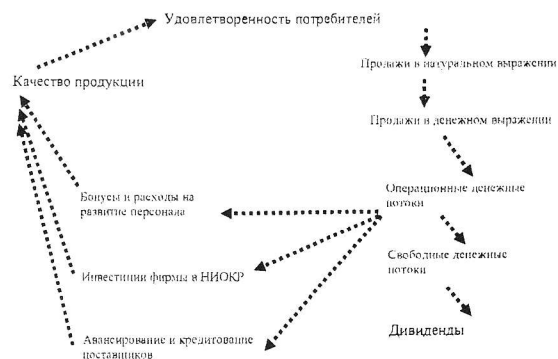 Удовлетворенность потребителей
Продажи в натуральном выражении
Качество продукции
Продажи в денежном выражении
Операционные денежные
потоки
Бонусы и расходы на
развитие персонала
Свободные денежные
потоки
Инвестиции фирмы в НИОКР
Дивиденды
Авансирование и кредитование
поставщиков